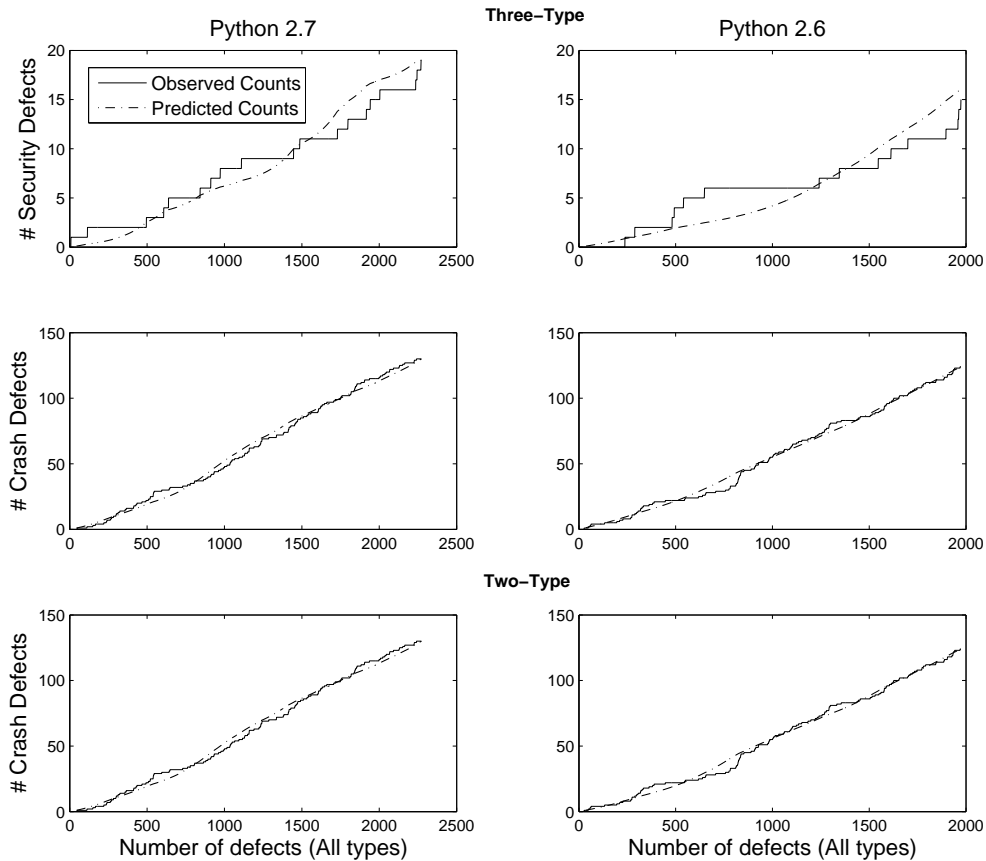 Three−Type
Python 2.7
Python 2.6
# Security Defects
20
15
10
5
0
Observed Counts
Predicted Counts
0 500 1000 1500 2000 2500
20
15
10
5
0
0 500 1000 1500 2000
# Crash Defects
150
100
50
0
0 500 1000 1500 2000 2500
150
100
50
0
0 500 1000 1500 2000
Two−Type
# Crash Defects
150
100
50
0
0 500 1000 1500 2000 2500
Number of defects (All types)
150
100
50
0
0 500 1000 1500 2000
Number of defects (All types)